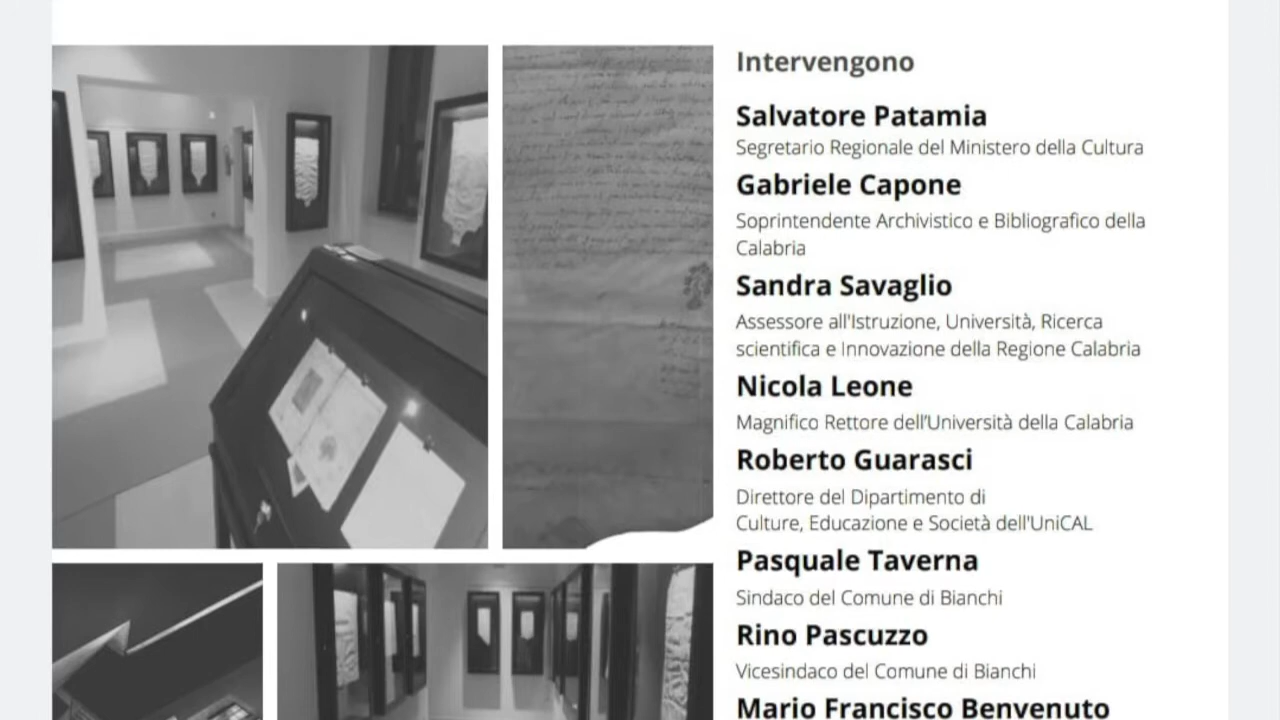 Intervengono
Salvatore Patamia
Segretario Regionale del Ministero della Cultura
Gabriele Capone
Soprintendente Archivistico e Bibliografico della
Calabria
Sandra Savaglio
Assessore all'Istruzione, Università, Ricerca
scientifica e Innovazione della Regione Calabria
Nicola Leone
Magnifico Rettore dell'Università della Calabria
Roberto Guarasci
Direttore del Dipartimento di
Culture, Educazione e Società dell'UniCAL
Pasquale Taverna
Sindaco del Comune di Bianchi
Rino Pascuzzo
Vicesindaco del Comune di Bianchi
Mario Francisco Benvenuto